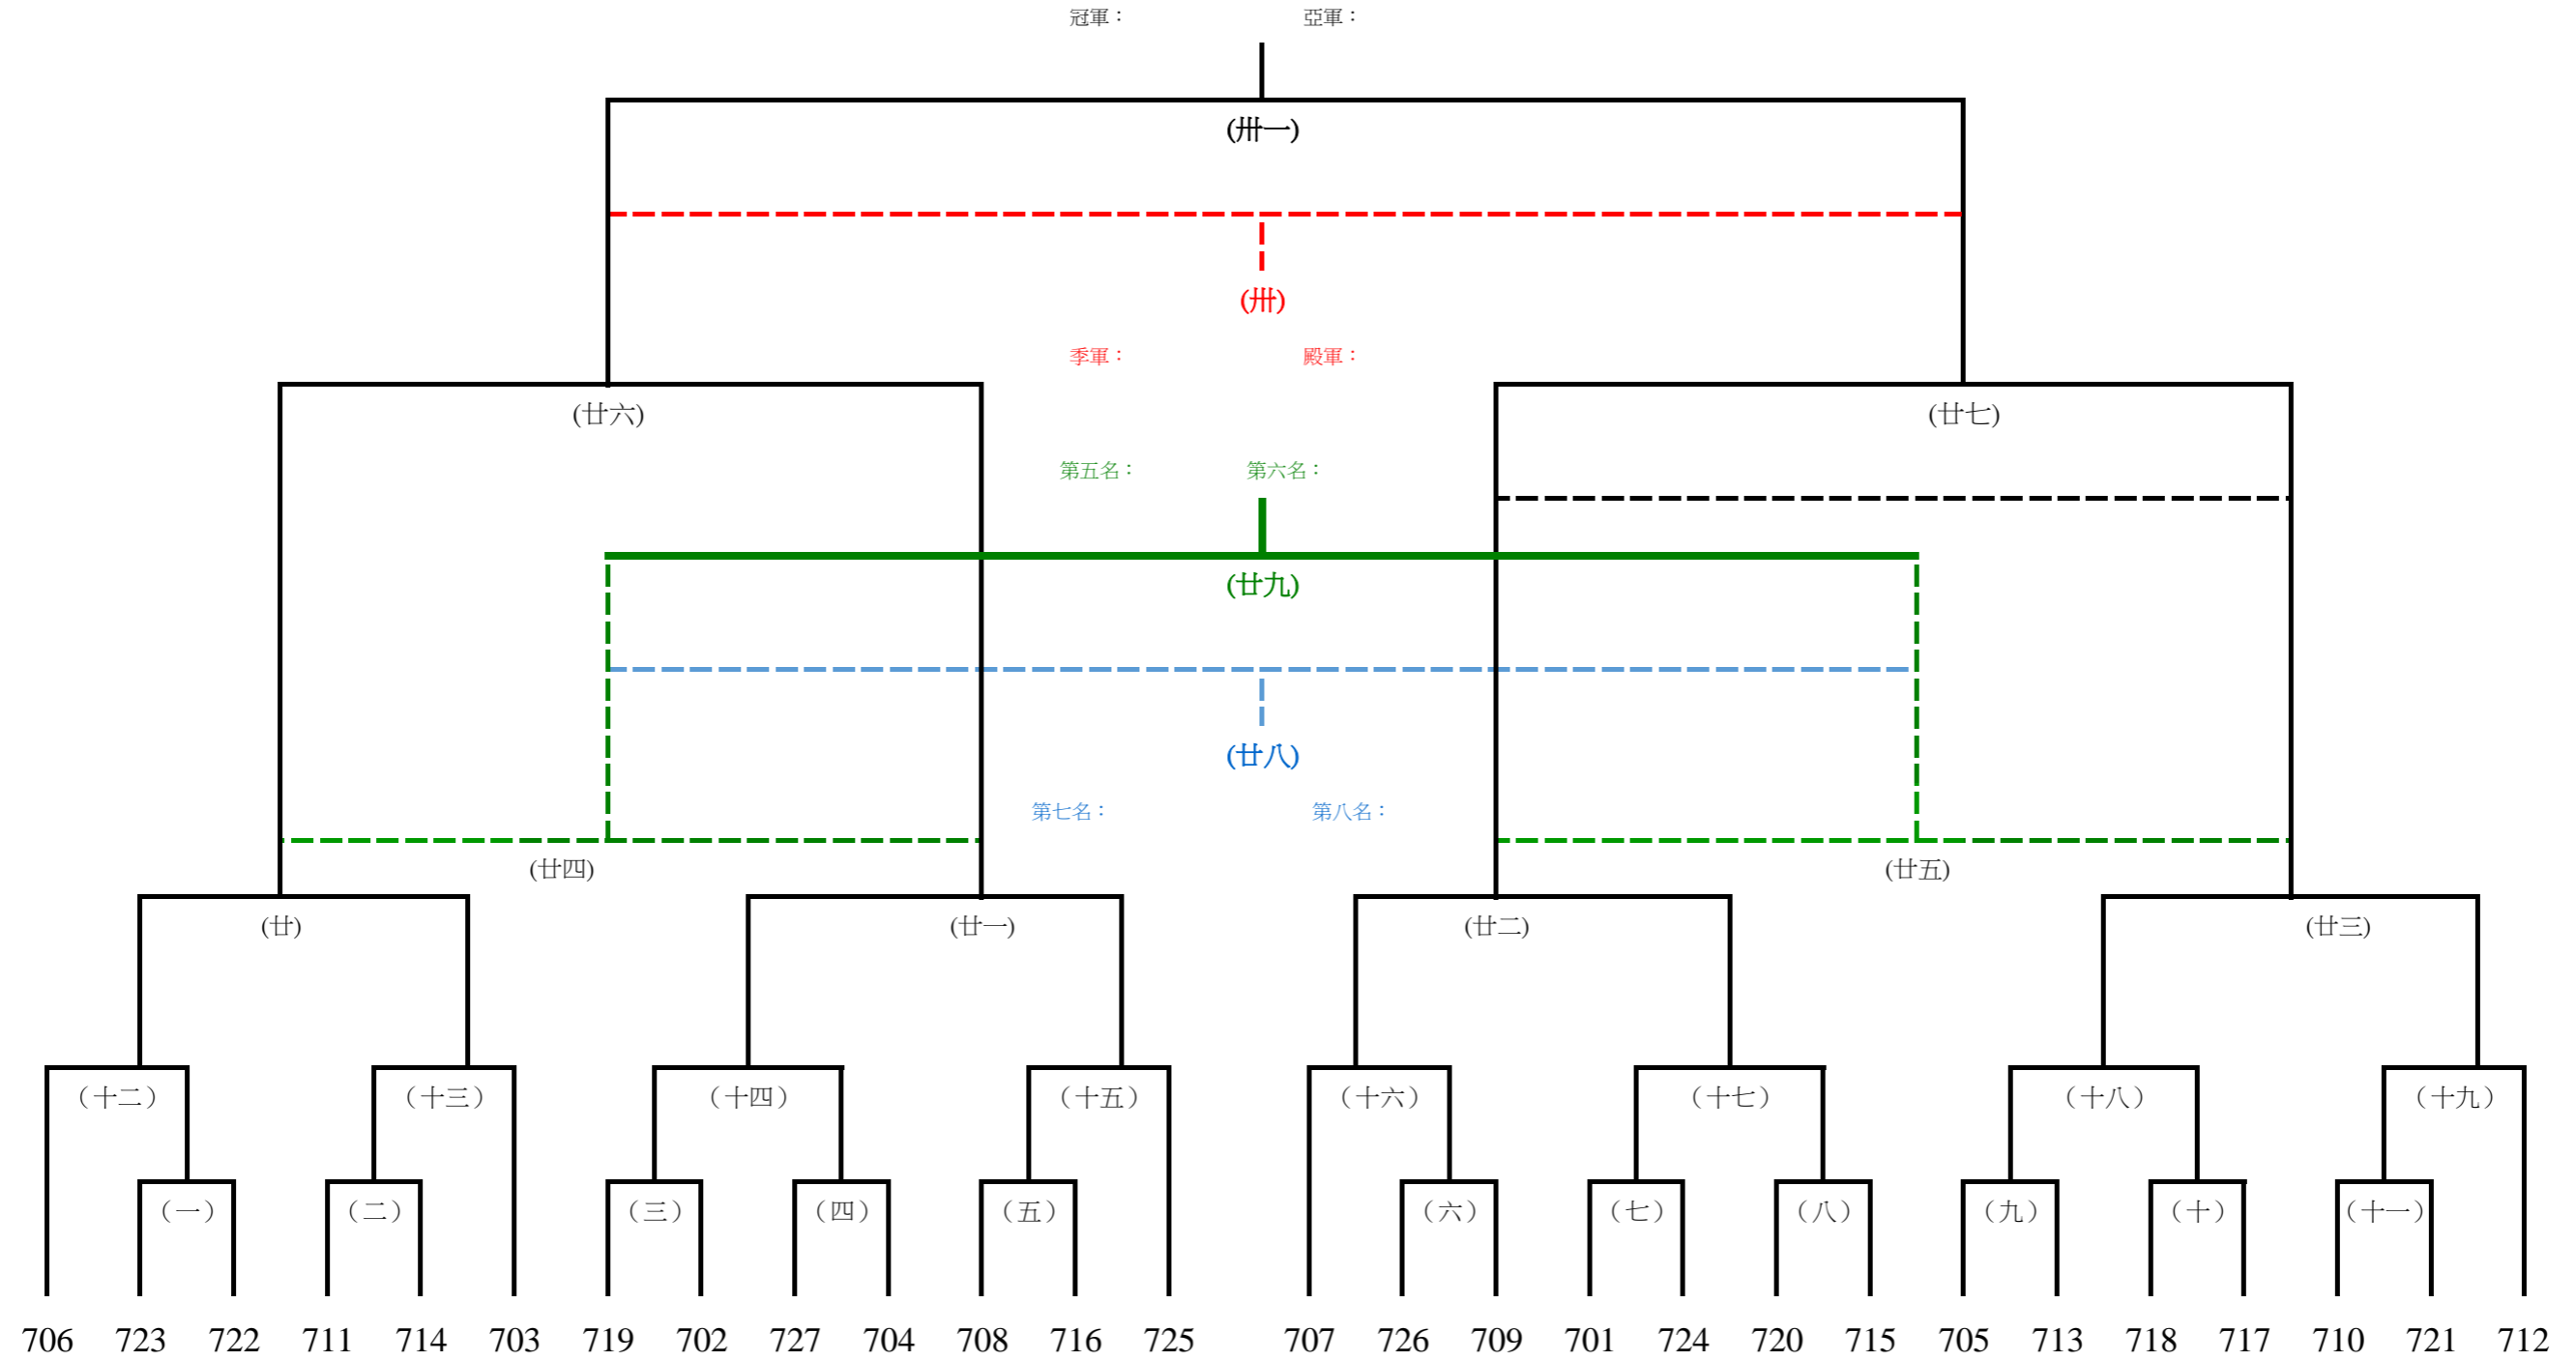 冠軍： 亞軍：
(卅一)
(卅)
季軍： 殿軍：
(廿六) (廿七)
第五名： 第六名：
(廿九)
(廿八)
第七名： 第八名：
(廿四) (廿五)
(廿) (廿一) (廿二) (廿三)
（十二） （十三） （十四） （十五） （十六） （十七） （十八） （十九）
（一） （二） （三） （四） （五） （六） （七） （八） （九） （十） （十一）
706 723 722 711 714 703 719 702 727 704 708 716 725 707 726 709 701 724 720 715 705 713 718 717 710 721 712